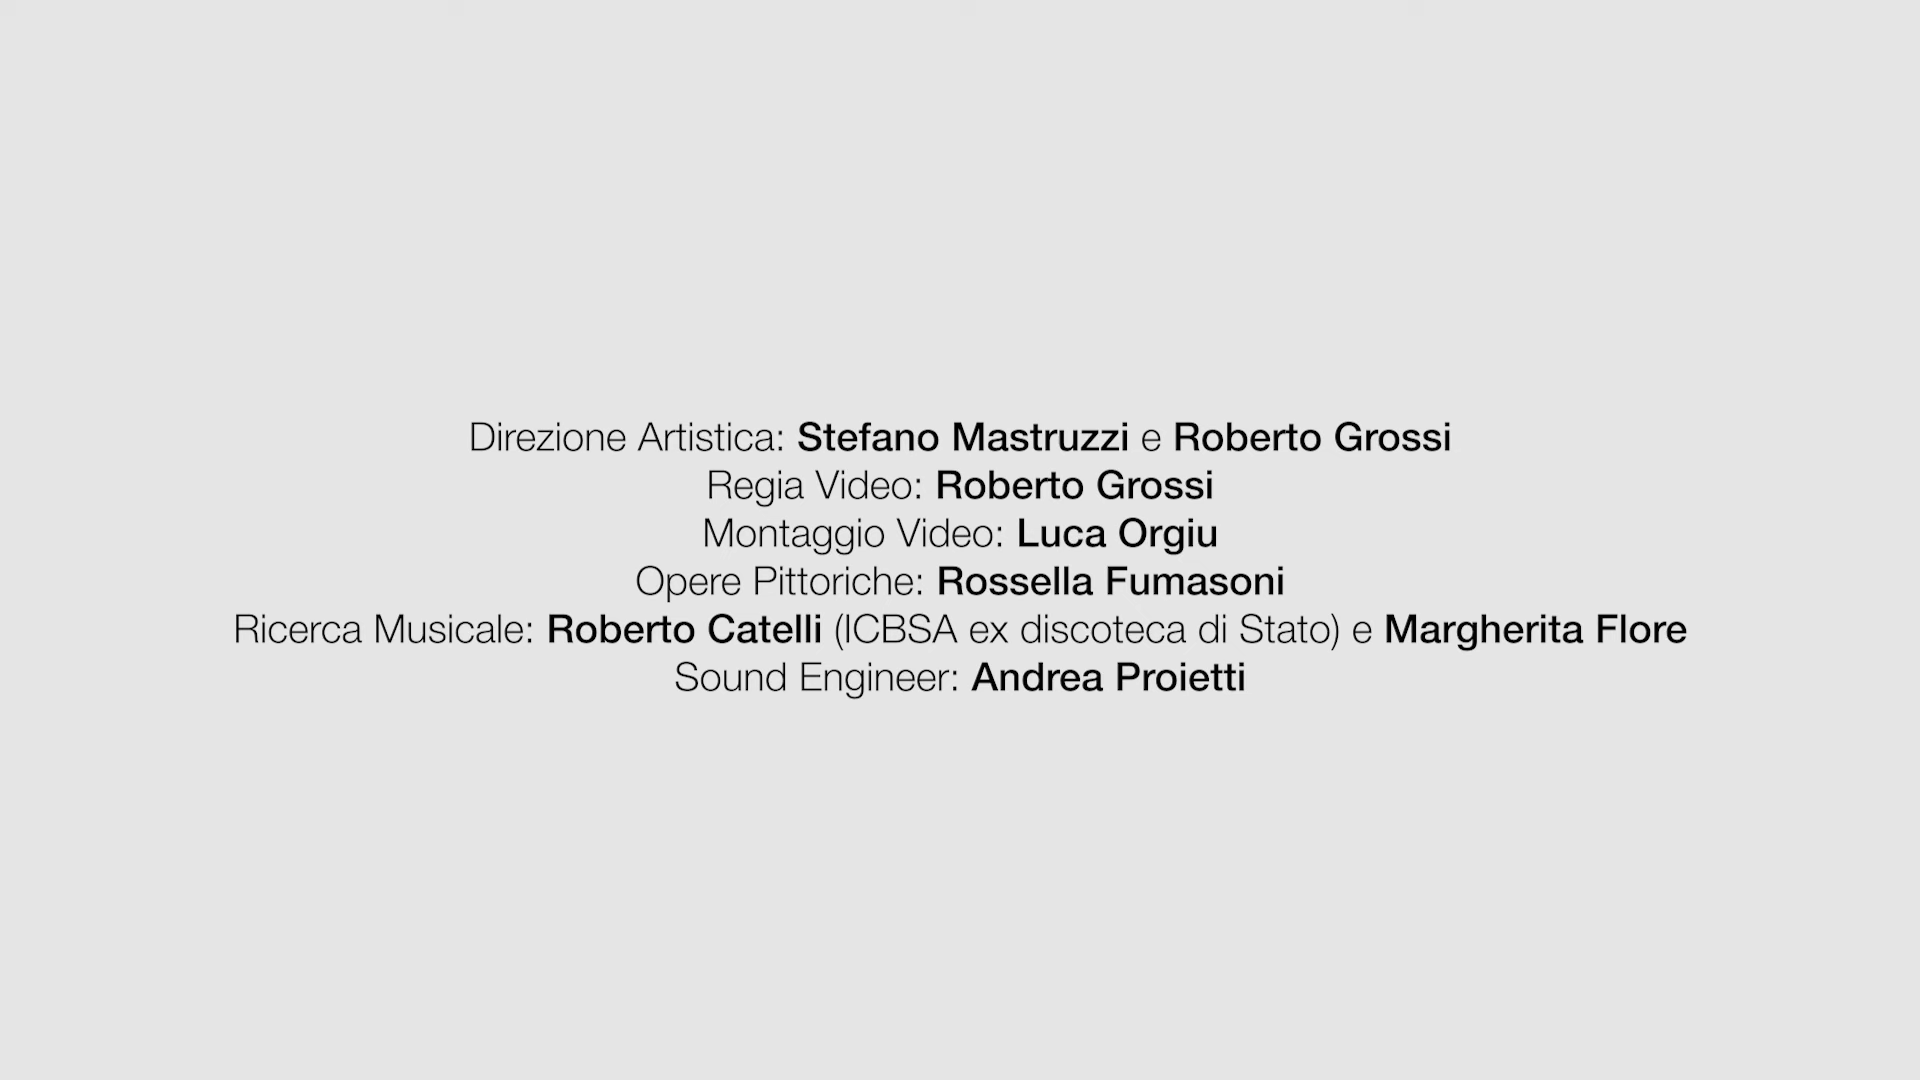 Direzione Artistica: Stefano Mastruzzi e Roberto Grossi
Regia Video: Roberto Grossi
Montaggio Video: Luca Orgiu
Opere Pittoriche: Rossella Fumasoni
Ricerca Musicale: Roberto Catelli (ICBSA ex discoteca di Stato) e Margherita Flore
Sound Engineer: Andrea Proietti